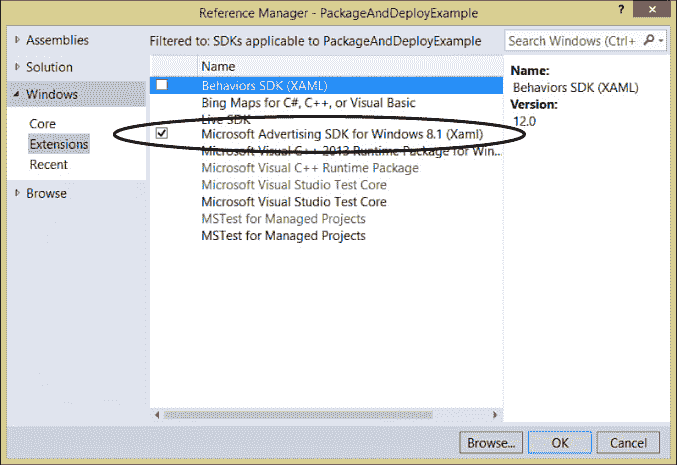 Reference Manager - PackageAndDeployExample
?
Assemblies
Solution
Windows
Core
Extensions
Recent
Browse
Filtered to: SDKs applicable to PackageAndDeployExample
Search Windows (Ctrl+
Name
Behaviors SDK (XAML)
Bing Maps for C#, C++, or Visual Basic
Live SDK
Microsoft Advertising SDK for Windows 8.1 (Xaml)
Microsoft Visual C++ 2013 Runtime Package for Win...
Microsoft Visual C++ Runtime Package
Microsoft Visual Studio Test Core
Microsoft Visual Studio Test Core
MSTest for Managed Projects
MSTest for Managed Projects
Name:
Behaviors SDK (XAML)
Version:
12.0
Browse...
OK
Cancel